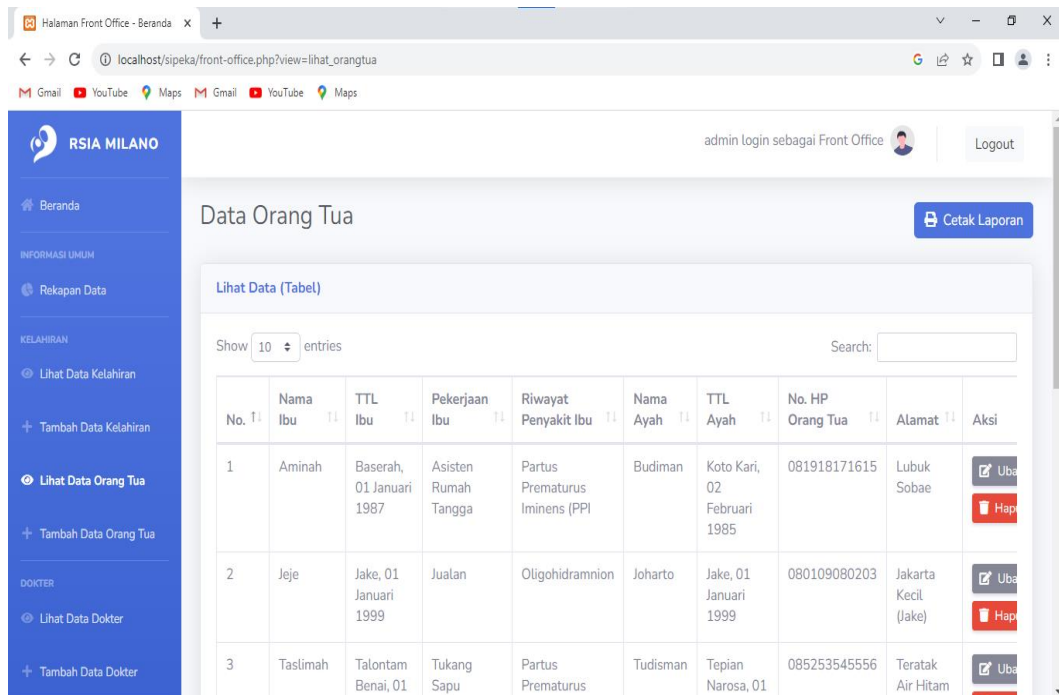 Halaman Front Office - Beranda
localhost/sipeka/front-office.php?view=lihat_orangtua
Gmail YouTube Maps Gmail YouTube Maps
RSIA MILANO
admin login sebagai Front Office
Logout
Beranda
INFORMASI UMUM
Rekapan Data
KELAHIRAN
Lihat Data Kelahiran
Tambah Data Kelahiran
Lihat Data Orang Tua
Tambah Data Orang Tua
DOKTER
Lihat Data Dokter
Tambah Data Dokter
Data Orang Tua
Cetak Laporan
Lihat Data (Tabel)
Show 10 entries
Search:
No.
Nama
Ibu
TTL
Ibu
Pekerjaan
Ibu
Riwayat
Penyakit Ibu
Nama
Ayah
TTL
Ayah
No. HP
Orang Tua
Alamat
Aksi
1
Aminah
Baserah,
01 Januari
1987
Asisten
Rumah
Tangga
Partus
Prematurus
Iminens (PPI
Budiman
Koto Kari,
02
Februari
1985
081918171615
Lubuk
Sobae
Uba
Hap
2
Jeje
Jake, 01
Januari
1999
Jualan
Oligohidramnion
Joharto
Jake, 01
Januari
1999
080109080203
Jakarta
Kecil
(Jake)
Uba
Hap
3
Taslimah
Talontam
Benai, 01
Tukang
Sapu
Partus
Prematurus
Tudisman
Tepian
Narosa, 01
085253545556
Teratak
Air Hitam
Uba